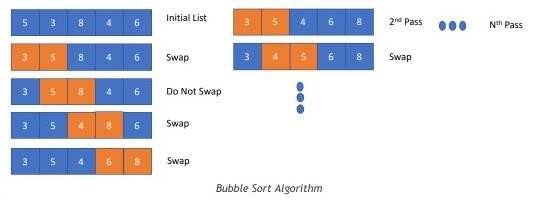 5 3 8 4 6 Initial List
3 5 8 4 6 Swap
3 5 8 4 6 Do Not Swap
3 5 4 8 6 Swap
3 5 4 6 8 Swap
3 5 4 6 8 2nd Pass
3 4 5 6 8 Swap
Nth Pass
Bubble Sort Algorithm